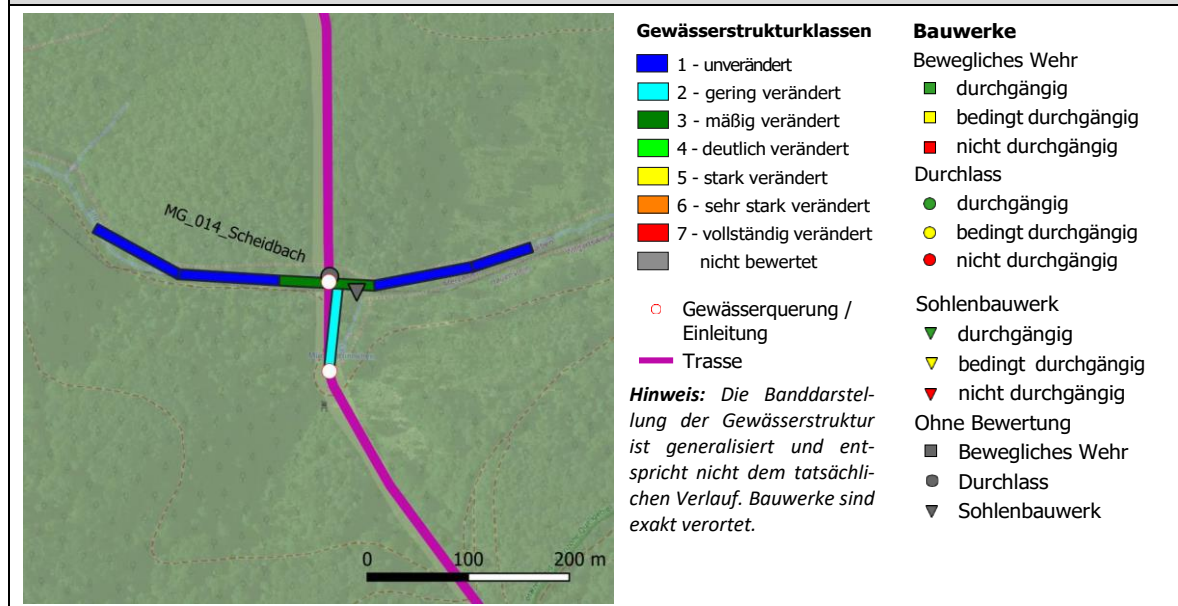 MG_014_Scheidbach
0 100 200 m
Gewässerstrukturklassen
1 - unverändert
2 - gering verändert
3 - mäßig verändert
4 - deutlich verändert
5 - stark verändert
6 - sehr stark verändert
7 - vollständig verändert
nicht bewertet
Gewässerquerung /
Einleitung
Trasse
Hinweis: Die Banddarstel-
lung der Gewässerstruktur
ist generalisiert und ent-
spricht nicht dem tatsächli-
chen Verlauf. Bauwerke sind
exakt verortet.
Bauwerke
Bewegliches Wehr
durchgängig
bedingt durchgängig
nicht durchgängig
Durchlass
durchgängig
bedingt durchgängig
nicht durchgängig
Sohlenbauwerk
durchgängig
bedingt durchgängig
nicht durchgängig
Ohne Bewertung
Bewegliches Wehr
Durchlass
Sohlenbauwerk